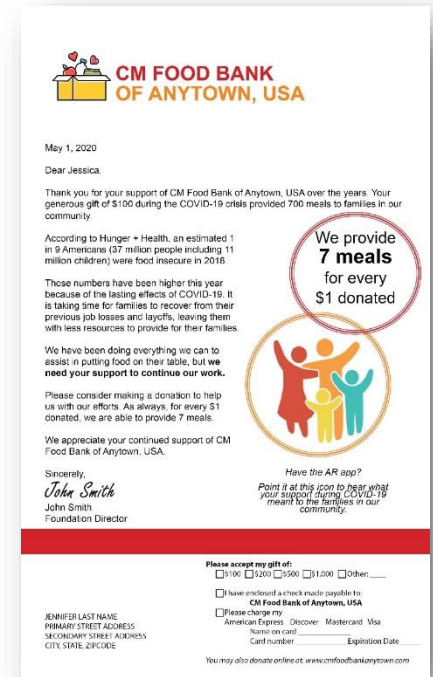 CM FOOD BANK
OF ANYTOWN, USA
May 1, 2020
Dear Jessica,
Thank you for your support of CM Food Bank of Anytown, USA over the years. Your
generous gift of $100 during the COVID-19 crisis provided 700 meals to families in our
community.
According to Hunger + Health, an estimated 1
in 9 Americans (37 million people including 11
million children) were food insecure in 2018.
Those numbers have been higher this year
because of the lasting effects of COVID-19. It
is taking time for families to recover from their
previous job losses and layoffs, leaving them
with less resources to provide for their families.
We have been doing everything we can to
assist in putting food on their table, but we
need your support to continue our work.
Please consider making a donation to help
us with our efforts. As always, for every $1
donated, we are able to provide 7 meals.
We appreciate your continued support of CM
Food Bank of Anytown, USA.
Sincerely,
John Smith
John Smith
Foundation Director
We provide
7 meals
for every
$1 donated
Have the AR app?
Point it at this icon to hear what
your support during COVID-19
meant to the families in our
community.
Please accept my gift of:
$100 $200 $500 $1,000 Other: ____
I have enclosed a check made payable to:
CM Food Bank of Anytown, USA
Please charge my
American Express Discover Mastercard Visa
Name on card
Card number Expiration Date
You may also donate online at: www.cmfoodbankanytown.com
JENNIFER LAST NAME
PRIMARY STREET ADDRESS
SECONDARY STREET ADDRESS
CITY, STATE, ZIPCODE